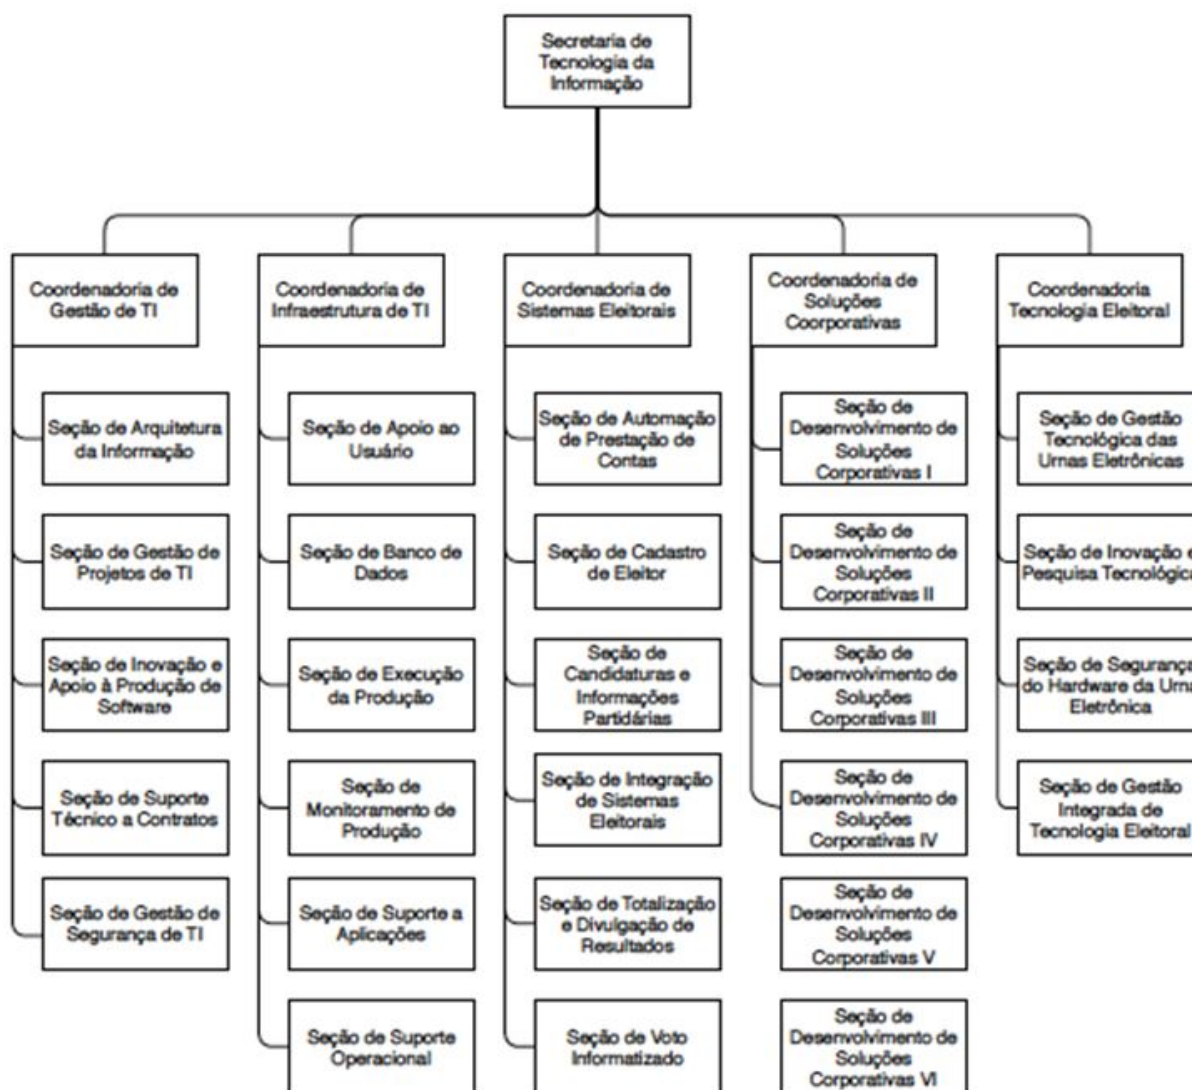 Secretaria de
Tecnologia da
Informação
Coordenadoria de
Gestão de TI
Coordenadoria de
Infraestrutura de TI
Coordenadoria de
Sistemas Eleitorais
Coordenadoria de
Soluções
Coorporativas
Coordenadoria
Tecnologia Eleitoral
Seção de Arquitetura
da Informação
Seção de Gestão de
Projetos de TI
Seção de Inovação e
Apoio à Produção de
Software
Seção de Suporte
Técnico a Contratos
Seção de Gestão de
Segurança de TI
Seção de Apoio ao
Usuário
Seção de Banco de
Dados
Seção de Execução
da Produção
Seção de
Monitoramento de
Produção
Seção de Suporte a
Aplicações
Seção de Suporte
Operacional
Seção de Automação
de Prestação de
Contas
Seção de Cadastro
de Eleitor
Seção de
Candidaturas e
Informações
Partidárias
Seção de Integração
de Sistemas
Eleitorais
Seção de Totalização
e Divulgação de
Resultados
Seção de Voto
Informatizado
Seção de
Desenvolvimento de
Soluções
Corporativas I
Seção de
Desenvolvimento de
Soluções
Corporativas II
Seção de
Desenvolvimento de
Soluções
Corporativas III
Seção de
Desenvolvimento de
Soluções
Corporativas IV
Seção de
Desenvolvimento de
Soluções
Corporativas V
Seção de
Desenvolvimento de
Soluções
Corporativas VI
Seção de Gestão
Tecnológica das
Urnas Eletrônicas
Seção de Inovação e
Pesquisa Tecnológica
Seção de Segurança
do Hardware da Urna
Eletrônica
Seção de Gestão
Integrada de
Tecnologia Eleitoral